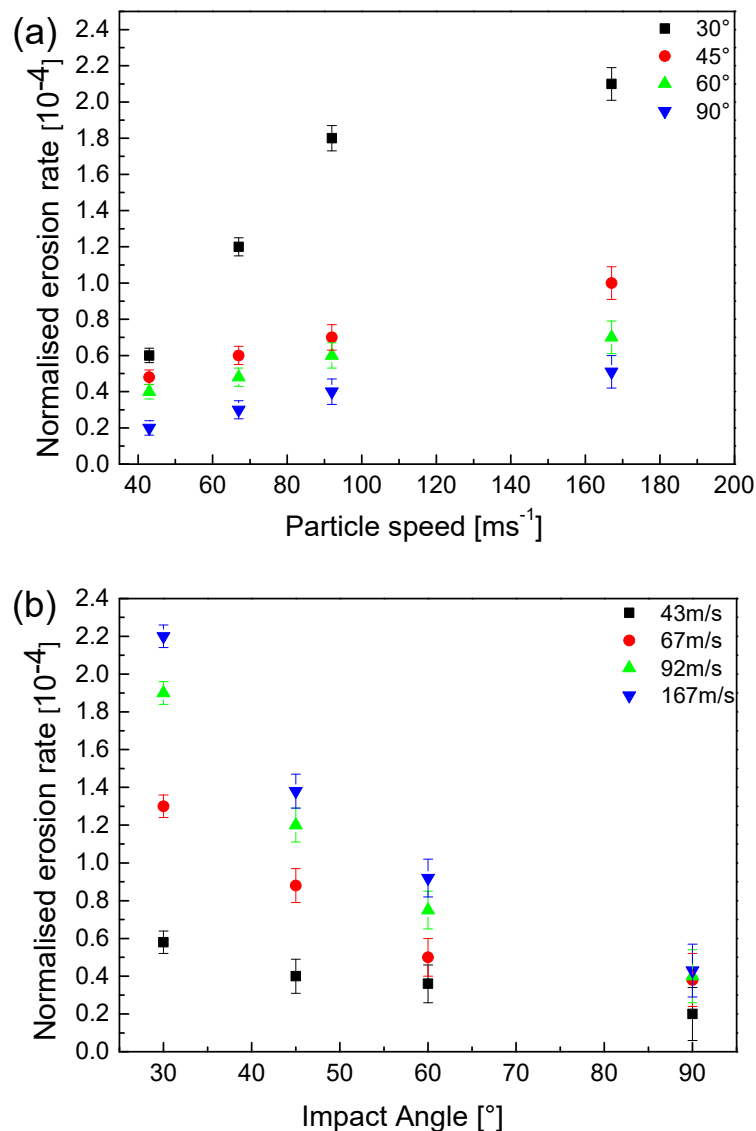 (a)
Normalised erosion rate [10⁻⁴]
2.4
2.2
2.0
1.8
1.6
1.4
1.2
1.0
0.8
0.6
0.4
0.2
0.0
30°
45°
60°
90°
40 60 80 100 120 140 160 180 200
Particle speed [ms⁻¹]
(b)
Normalised erosion rate [10⁻⁴]
2.4
2.2
2.0
1.8
1.6
1.4
1.2
1.0
0.8
0.6
0.4
0.2
0.0
43m/s
67m/s
92m/s
167m/s
30 40 50 60 70 80 90
Impact Angle [°]